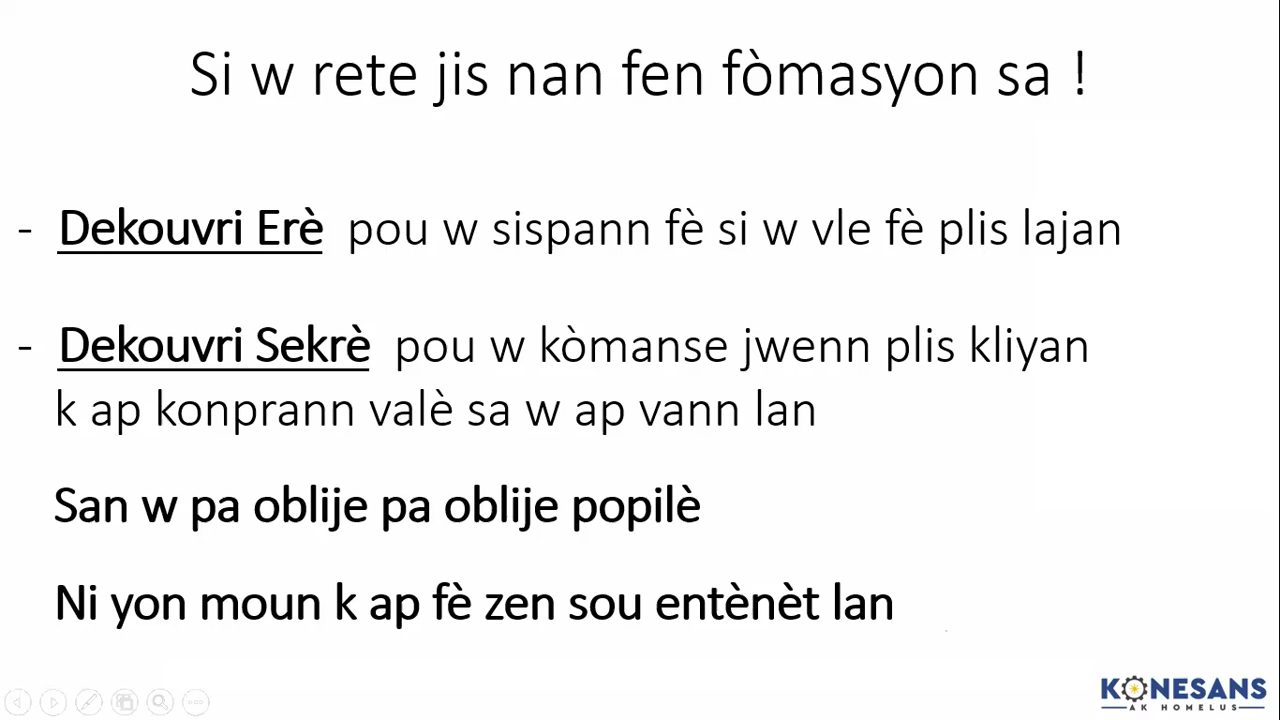 Si w rete jis nan fen fòmasyon sa !
- Dekouvri Erè pou w sispann fè si w vle fè plis lajan
- Dekouvri Sekrè pou w kòmanse jwenn plis kliyan
k ap konprann valè sa w ap vann lan
San w pa oblije pa oblije popilè
Ni yon moun k ap fè zen sou entènèt lan
KONESANS
AK HOMELUS